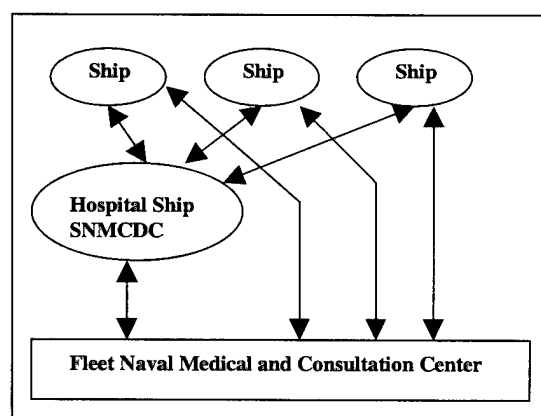 Ship
Ship
Ship
Hospital Ship
SNMCDC
Fleet Naval Medical and Consultation Center